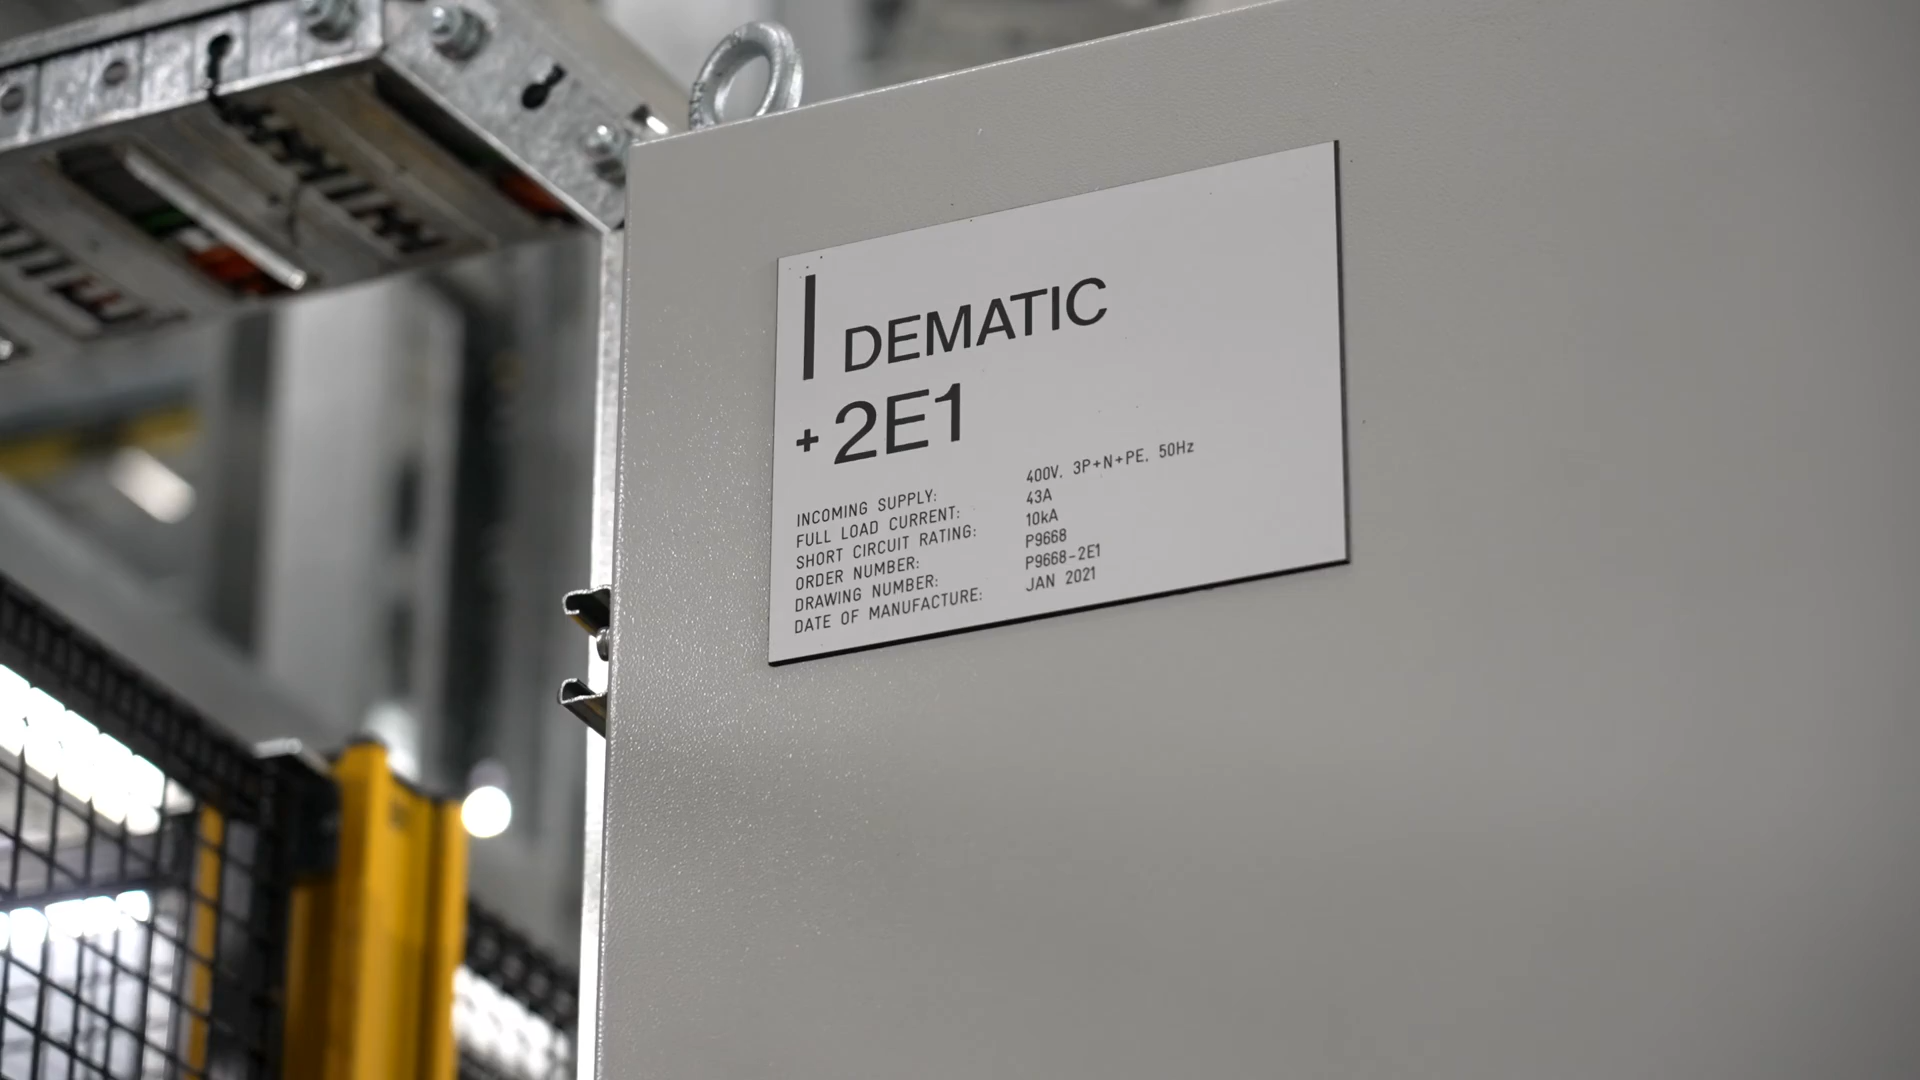 DEMATIC
+2E1
INCOMING SUPPLY: 400V. 3P+N+PE. 50Hz
FULL LOAD CURRENT: 43A
SHORT CIRCUIT RATING: 10kA
ORDER NUMBER: P9668
DRAWING NUMBER: P9668-2E1
DATE OF MANUFACTURE: JAN 2021